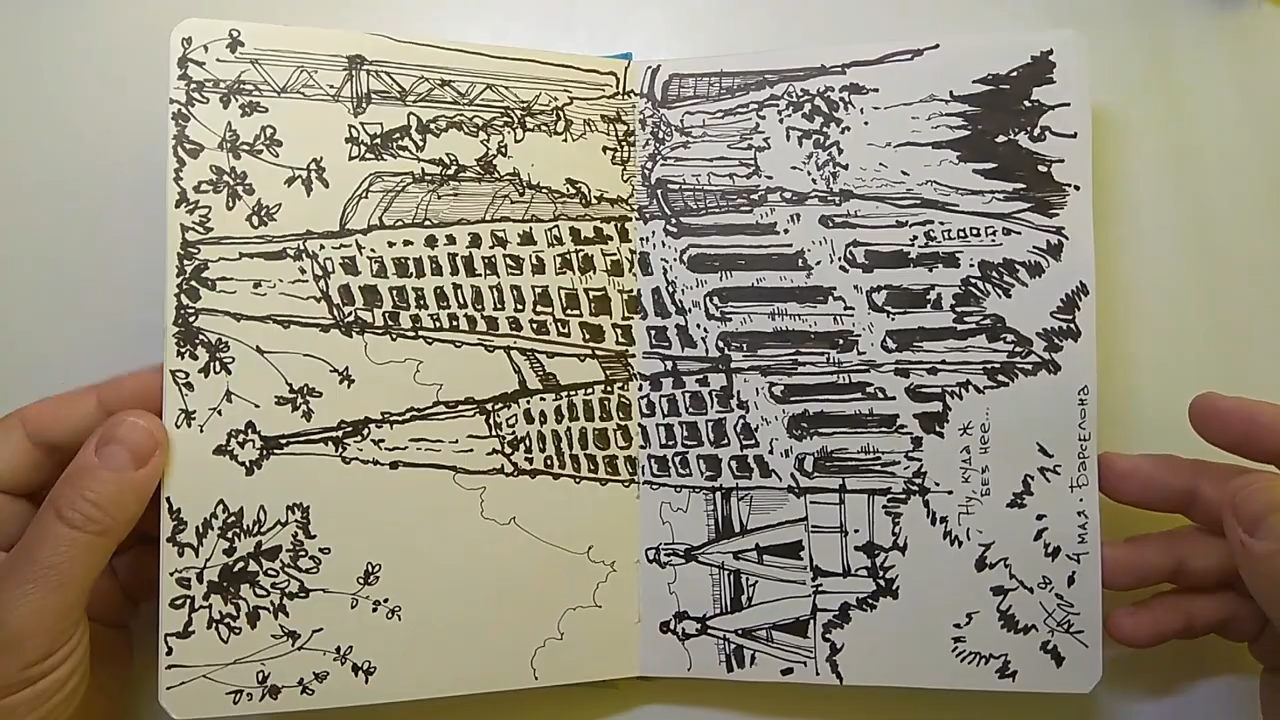 Ну, куда ж
без нее...
4 мая • Барселона